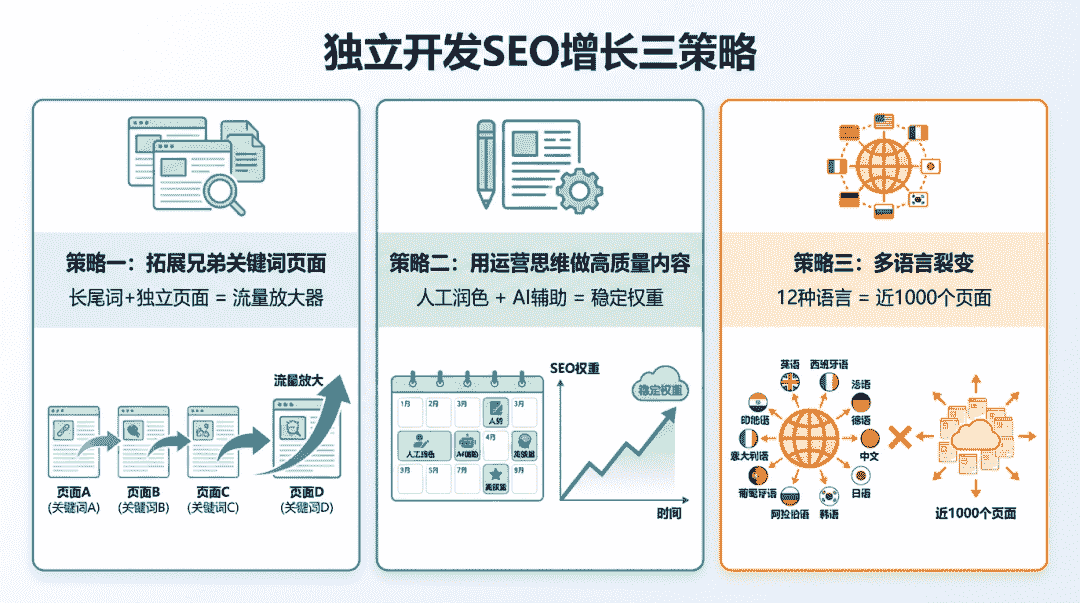 独立开发SEO增长三策略
策略一：拓展兄弟关键词页面
长尾词+独立页面 = 流量放大器
流量放大
页面A
(关键词A)
页面B
(关键词B)
页面C
(关键词C)
页面D
(关键词D)
策略二：用运营思维做高质量内容
人工润色 + AI辅助 = 稳定权重
1月
2月
3月
3月
人工润色
4月
3月
5月
7月
9月
SEO权重
稳定权重
时间
策略三：多语言裂变
12种语言 = 近1000个页面
英语
西班牙语
法语
德语
中文
日语
韩语
阿拉伯语
葡萄牙语
意大利语
印地语
近1000个页面